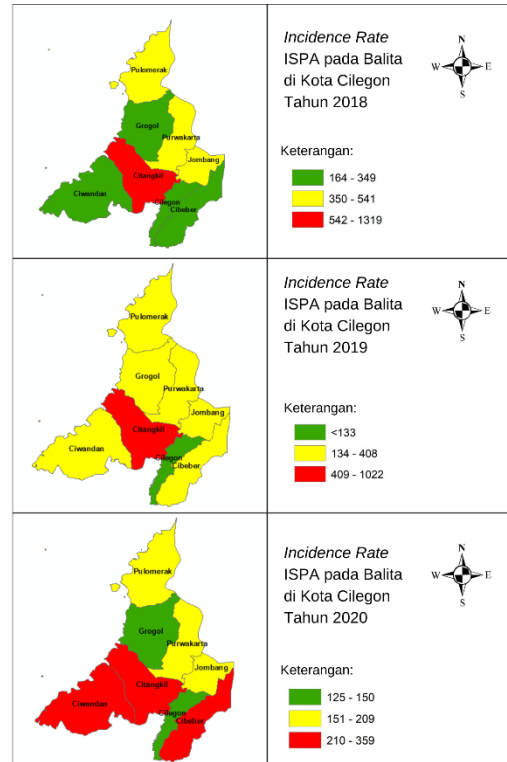 Pulomerak
Grogol
Purwakarta
Jombang
Citangkil
Ciwandan
Cilegon
Cibeber
Incidence Rate
ISPA pada Balita
di Kota Cilegon
Tahun 2018
N
W
E
S
Keterangan:
164 - 349
350 - 541
542 - 1319
Pulomerak
Grogol
Purwakarta
Jombang
Citangkil
Ciwandan
Cilegon
Cibeber
Incidence Rate
ISPA pada Balita
di Kota Cilegon
Tahun 2019
N
W
E
S
Keterangan:
<133
134 - 408
409 - 1022
Pulomerak
Grogol
Purwakarta
Jombang
Citangkil
Ciwandan
Cilegon
Cibeber
Incidence Rate
ISPA pada Balita
di Kota Cilegon
Tahun 2020
N
W
E
S
Keterangan:
125 - 150
151 - 209
210 - 359